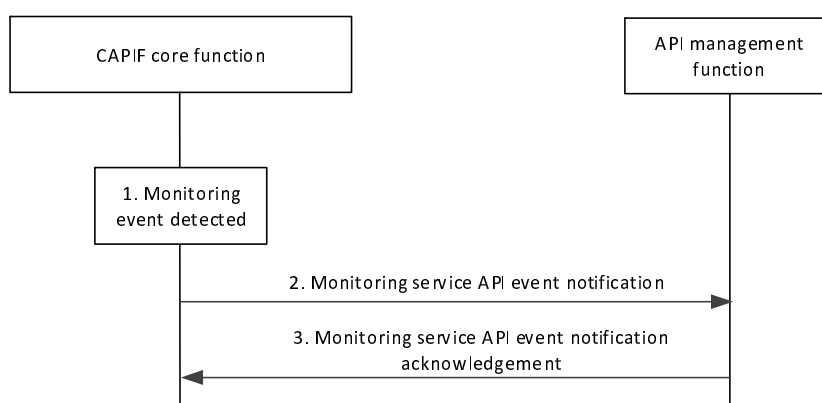 CAPIF core function
API management
function
1. Monitoring
event detected
2. Monitoring service API event notification
3. Monitoring service API event notification
acknowledgement